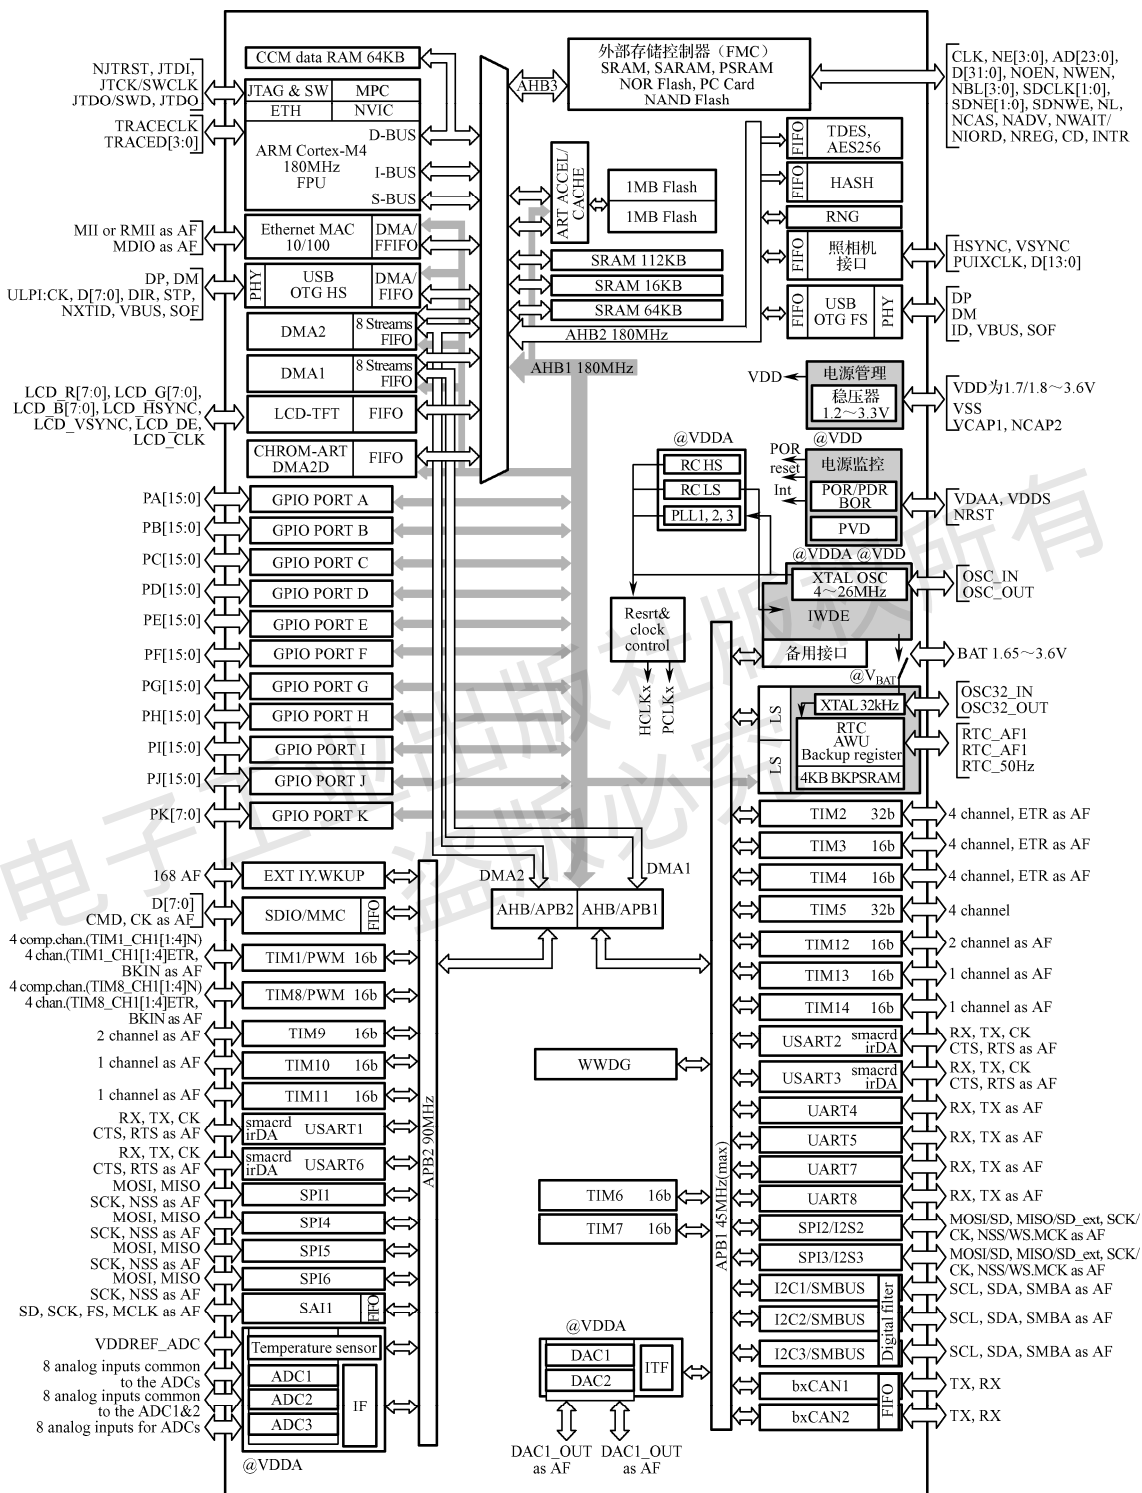 CCM data RAM 64KB
NJTRST, JTDI,
JTCK/SWCLK
JTDO/SWD, JTDO
TRACECLK
TRACED[3:0]
JTAG & SW
MPC
ETH
NVIC
ARM Cortex-M4
180MHz
FPU
D-BUS
I-BUS
S-BUS
AHB3
外部存储控制器（FMC）
SRAM, SARAM, PSRAM
NOR Flash, PC Card
NAND Flash
CLK, NE[3:0], AD[23:0],
D[31:0], NOEN, NWEN,
NBL[3:0], SDCLK[1:0],
SDNE[1:0], SDNWE, NL,
NCAS, NADV, NWAIT/
NIORD, NREG, CD, INTR
MII or RMII as AF
MDIO as AF
Ethernet MAC
10/100
DMA/
FFIFO
DP, DM
ULPI:CK, D[7:0], DIR, STP,
NXTID, VBUS, SOF
PHY
USB
OTG HS
DMA/
FIFO
DMA2
8 Streams
FIFO
DMA1
8 Streams
FIFO
LCD_R[7:0], LCD_G[7:0],
LCD_B[7:0], LCD_HSYNC,
LCD_VSYNC, LCD_DE,
LCD_CLK
LCD-TFT
FIFO
CHROM-ART
DMA2D
FIFO
ART ACCEL/
CACHE
1MB Flash
1MB Flash
SRAM 112KB
SRAM 16KB
SRAM 64KB
AHB2 180MHz
AHB1 180MHz
FIFO
TDES,
AES256
FIFO
HASH
RNG
FIFO
照相机
接口
HSYNC, VSYNC
PUIXCLK, D[13:0]
FIFO
USB
OTG FS
PHY
DP
DM
ID, VBUS, SOF
VDD
电源管理
稳压器
1.2～3.3V
VDD为1.7/1.8～3.6V
VSS
VCAP1, NCAP2
@VDDA
RC HS
RC LS
PLL1, 2, 3
@VDD
POR
reset
Int
电源监控
POR/PDR
BOR
PVD
VDAA, VDDS
NRST
@VDDA @VDD
XTAL OSC
4～26MHz
IWDE
OSC_IN
OSC_OUT
Resrt&
clock
control
HCLKx
PCLKx
备用接口
BAT 1.65～3.6V
@VBAT
LS
LS
XTAL 32kHz
RTC
AWU
Backup register
4KB BKPSRAM
OSC32_IN
OSC32_OUT
RTC_AF1
RTC_AF1
RTC_50Hz
PA[15:0]
GPIO PORT A
PB[15:0]
GPIO PORT B
PC[15:0]
GPIO PORT C
PD[15:0]
GPIO PORT D
PE[15:0]
GPIO PORT E
PF[15:0]
GPIO PORT F
PG[15:0]
GPIO PORT G
PH[15:0]
GPIO PORT H
PI[15:0]
GPIO PORT I
PJ[15:0]
GPIO PORT J
PK[7:0]
GPIO PORT K
DMA2
DMA1
AHB/APB2
AHB/APB1
168 AF
EXT IY.WKUP
D[7:0]
CMD, CK as AF
SDIO/MMC
FIFO
4 comp.chan.(TIM1_CH1[1:4]N)
4 chan.(TIM1_CH1[1:4]ETR,
BKIN as AF
TIM1/PWM 16b
4 comp.chan.(TIM8_CH1[1:4]N)
4 chan.(TIM8_CH1[1:4]ETR,
BKIN as AF
TIM8/PWM 16b
2 channel as AF
TIM9 16b
1 channel as AF
TIM10 16b
1 channel as AF
TIM11 16b
RX, TX, CK
CTS, RTS as AF
smacrd
irDA
USART1
RX, TX, CK
CTS, RTS as AF
smacrd
irDA
USART6
MOSI, MISO
SCK, NSS as AF
SPI1
MOSI, MISO
SCK, NSS as AF
SPI4
MOSI, MISO
SCK, NSS as AF
SPI5
MOSI, MISO
SCK, NSS as AF
SPI6
SD, SCK, FS, MCLK as AF
SAI1
FIFO
VDDREF_ADC
Temperature sensor
8 analog inputs common
to the ADCs
ADC1
8 analog inputs common
to the ADC1&2
ADC2
8 analog inputs for ADCs
ADC3
IF
@VDDA
APB2 90MHz
WWDG
TIM6 16b
TIM7 16b
@VDDA
DAC1
DAC2
ITF
DAC1_OUT
as AF
DAC1_OUT
as AF
APB1 45MHz(max)
TIM2 32b
4 channel, ETR as AF
TIM3 16b
4 channel, ETR as AF
TIM4 16b
4 channel, ETR as AF
TIM5 32b
4 channel
TIM12 16b
2 channel as AF
TIM13 16b
1 channel as AF
TIM14 16b
1 channel as AF
USART2
smacrd
irDA
RX, TX, CK
CTS, RTS as AF
USART3
smacrd
irDA
RX, TX, CK
CTS, RTS as AF
UART4
RX, TX as AF
UART5
RX, TX as AF
UART7
RX, TX as AF
UART8
RX, TX as AF
SPI2/I2S2
MOSI/SD, MISO/SD_ext, SCK/
CK, NSS/WS.MCK as AF
SPI3/I2S3
MOSI/SD, MISO/SD_ext, SCK/
CK, NSS/WS.MCK as AF
I2C1/SMBUS
SCL, SDA, SMBA as AF
I2C2/SMBUS
SCL, SDA, SMBA as AF
I2C3/SMBUS
SCL, SDA, SMBA as AF
Digital filter
bxCAN1
TX, RX
bxCAN2
TX, RX
FIFO
电子工业出版社版权所有
盗版必究